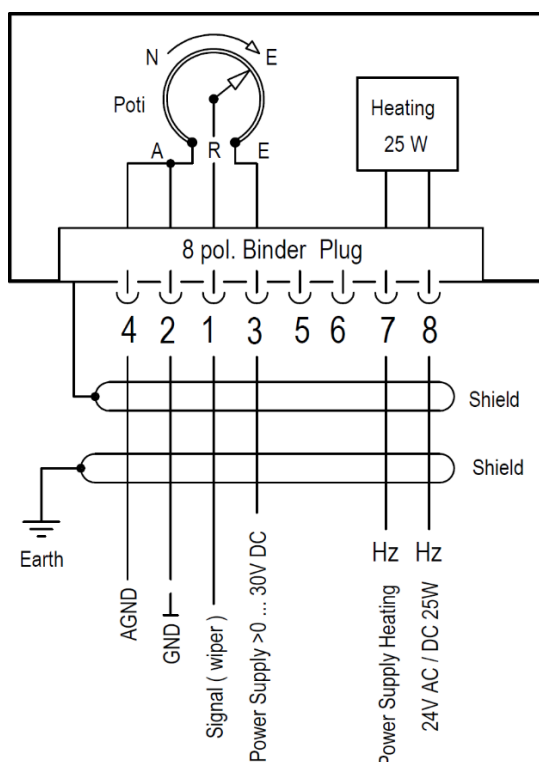 N E
Poti
Heating
25 W
A R E
8 pol. Binder Plug
4 2 1 3 5 6 7 8
Shield
Shield
Earth
Hz Hz
AGND
GND
Signal ( wiper )
Power Supply >0 ... 30V DC
Power Supply Heating
24V AC / DC 25W